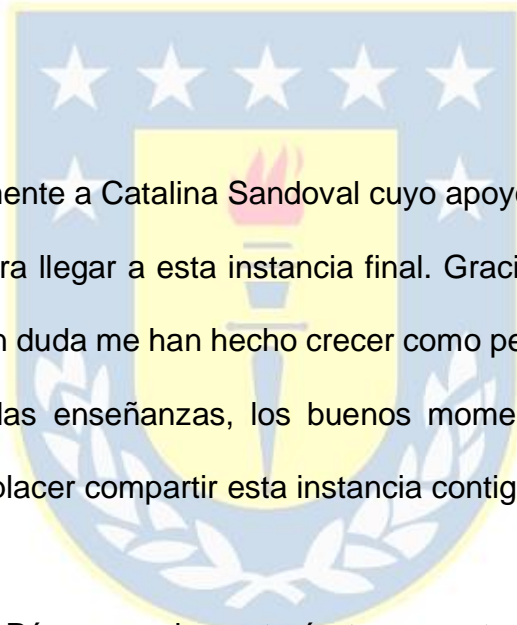 mente a Catalina Sandoval cuyo apoyo
ra llegar a esta instancia final. Graci
n duda me han hecho crecer como pe
las enseñanzas, los buenos mome
placer compartir esta instancia contig